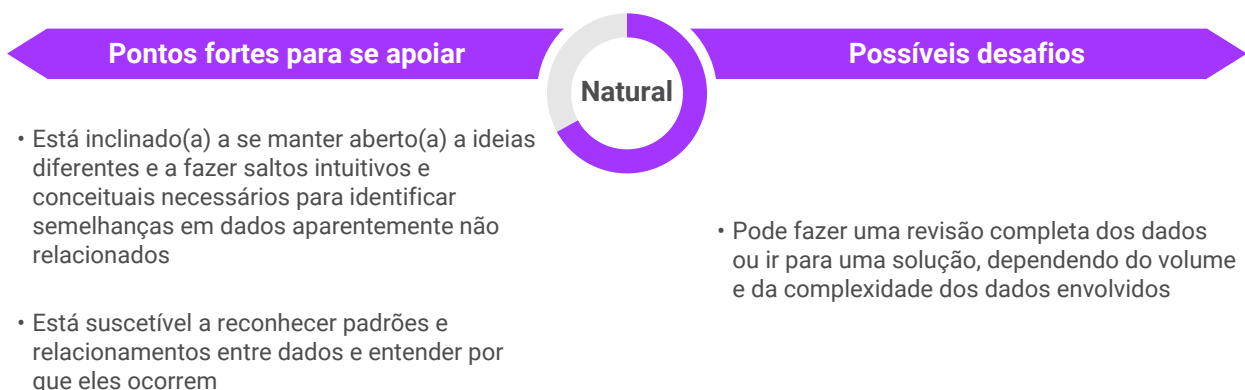 Pontos fortes para se apoiar
Natural
Possíveis desafios
• Está inclinado(a) a se manter aberto(a) a ideias
diferentes e a fazer saltos intuitivos e
conceituais necessários para identificar
semelhanças em dados aparentemente não
relacionados
• Está suscetível a reconhecer padrões e
relacionamentos entre dados e entender por
que eles ocorrem
• Pode fazer uma revisão completa dos dados
ou ir para uma solução, dependendo do volume
e da complexidade dos dados envolvidos